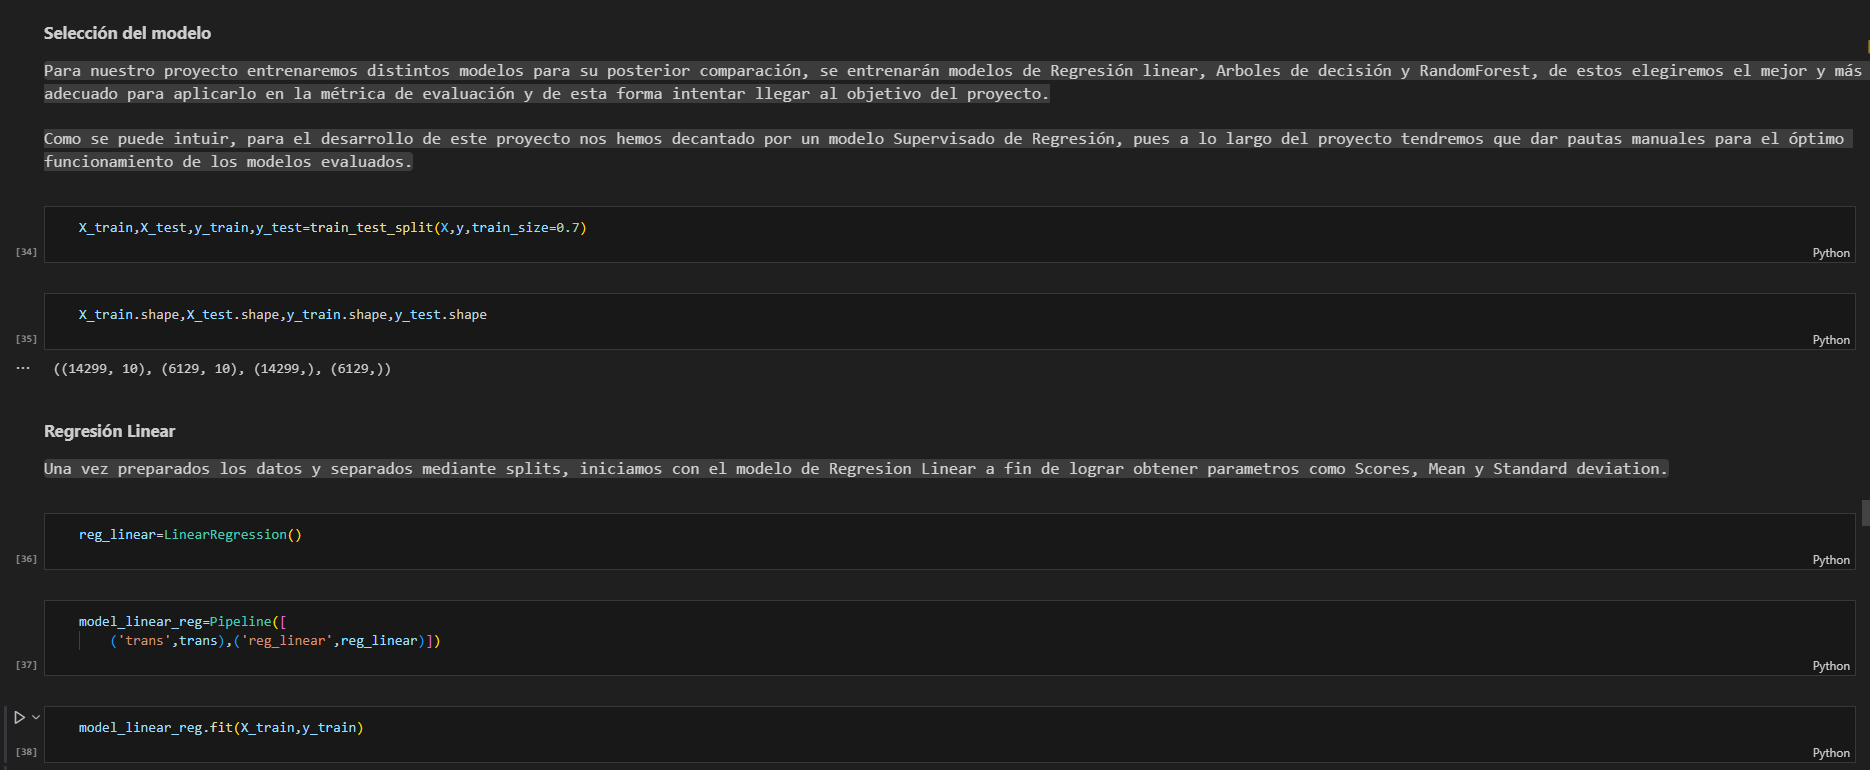 Selección del modelo
Para nuestro proyecto entrenaremos distintos modelos para su posterior comparación, se entrenarán modelos de Regresión linear, Arboles de decisión y RandomForest, de estos elegiremos el mejor y más
adecuado para aplicarlo en la métrica de evaluación y de esta forma intentar llegar al objetivo del proyecto.
Como se puede intuir, para el desarrollo de este proyecto nos hemos decantado por un modelo Supervisado de Regresión, pues a lo largo del proyecto tendremos que dar pautas manuales para el óptimo
funcionamiento de los modelos evaluados.
X_train,X_test,y_train,y_test=train_test_split(X,y,train_size=0.7)
[34]
Python
X_train.shape,X_test.shape,y_train.shape,y_test.shape
[35]
Python
... ((14299, 10), (6129, 10), (14299,), (6129,))
Regresión Linear
Una vez preparados los datos y separados mediante splits, iniciamos con el modelo de Regresion Linear a fin de lograr obtener parametros como Scores, Mean y Standard deviation.
reg_linear=LinearRegression()
[36]
Python
model_linear_reg=Pipeline([
('trans',trans),('reg_linear',reg_linear)])
[37]
Python
model_linear_reg.fit(X_train,y_train)
[38]
Python